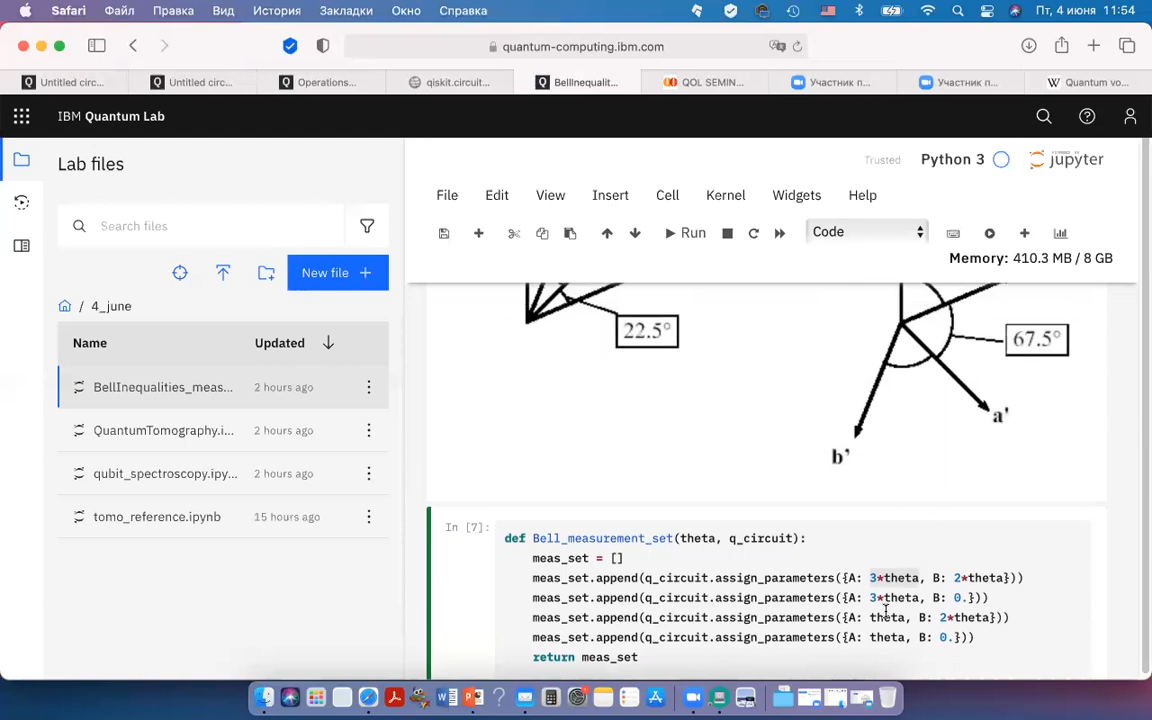 Safari Файл Правка Вид История Закладки Окно Справка Пт, 4 июня 11:54
quantum-computing.ibm.com
Untitled circ... Untitled circ... Operations... qiskit.circuit... BellInequalit... QOL SEMIN... Участник п... Участник п... Quantum vo...
IBM Quantum Lab
Lab files
Search files
New file +
/ 4_june
Name Updated
BellInequalities_meas... 2 hours ago
QuantumTomography.i... 2 hours ago
qubit_spectroscopy.ipy... 2 hours ago
tomo_reference.ipynb 15 hours ago
Trusted Python 3 jupyter
File Edit View Insert Cell Kernel Widgets Help
Run Code
Memory: 410.3 MB / 8 GB
22.5°
67.5°
a'
b'
In [7]:
def Bell_measurement_set(theta, q_circuit):
meas_set = []
meas_set.append(q_circuit.assign_parameters({A: 3*theta, B: 2*theta}))
meas_set.append(q_circuit.assign_parameters({A: 3*theta, B: 0.}))
meas_set.append(q_circuit.assign_parameters({A: theta, B: 2*theta}))
meas_set.append(q_circuit.assign_parameters({A: theta, B: 0.}))
return meas_set